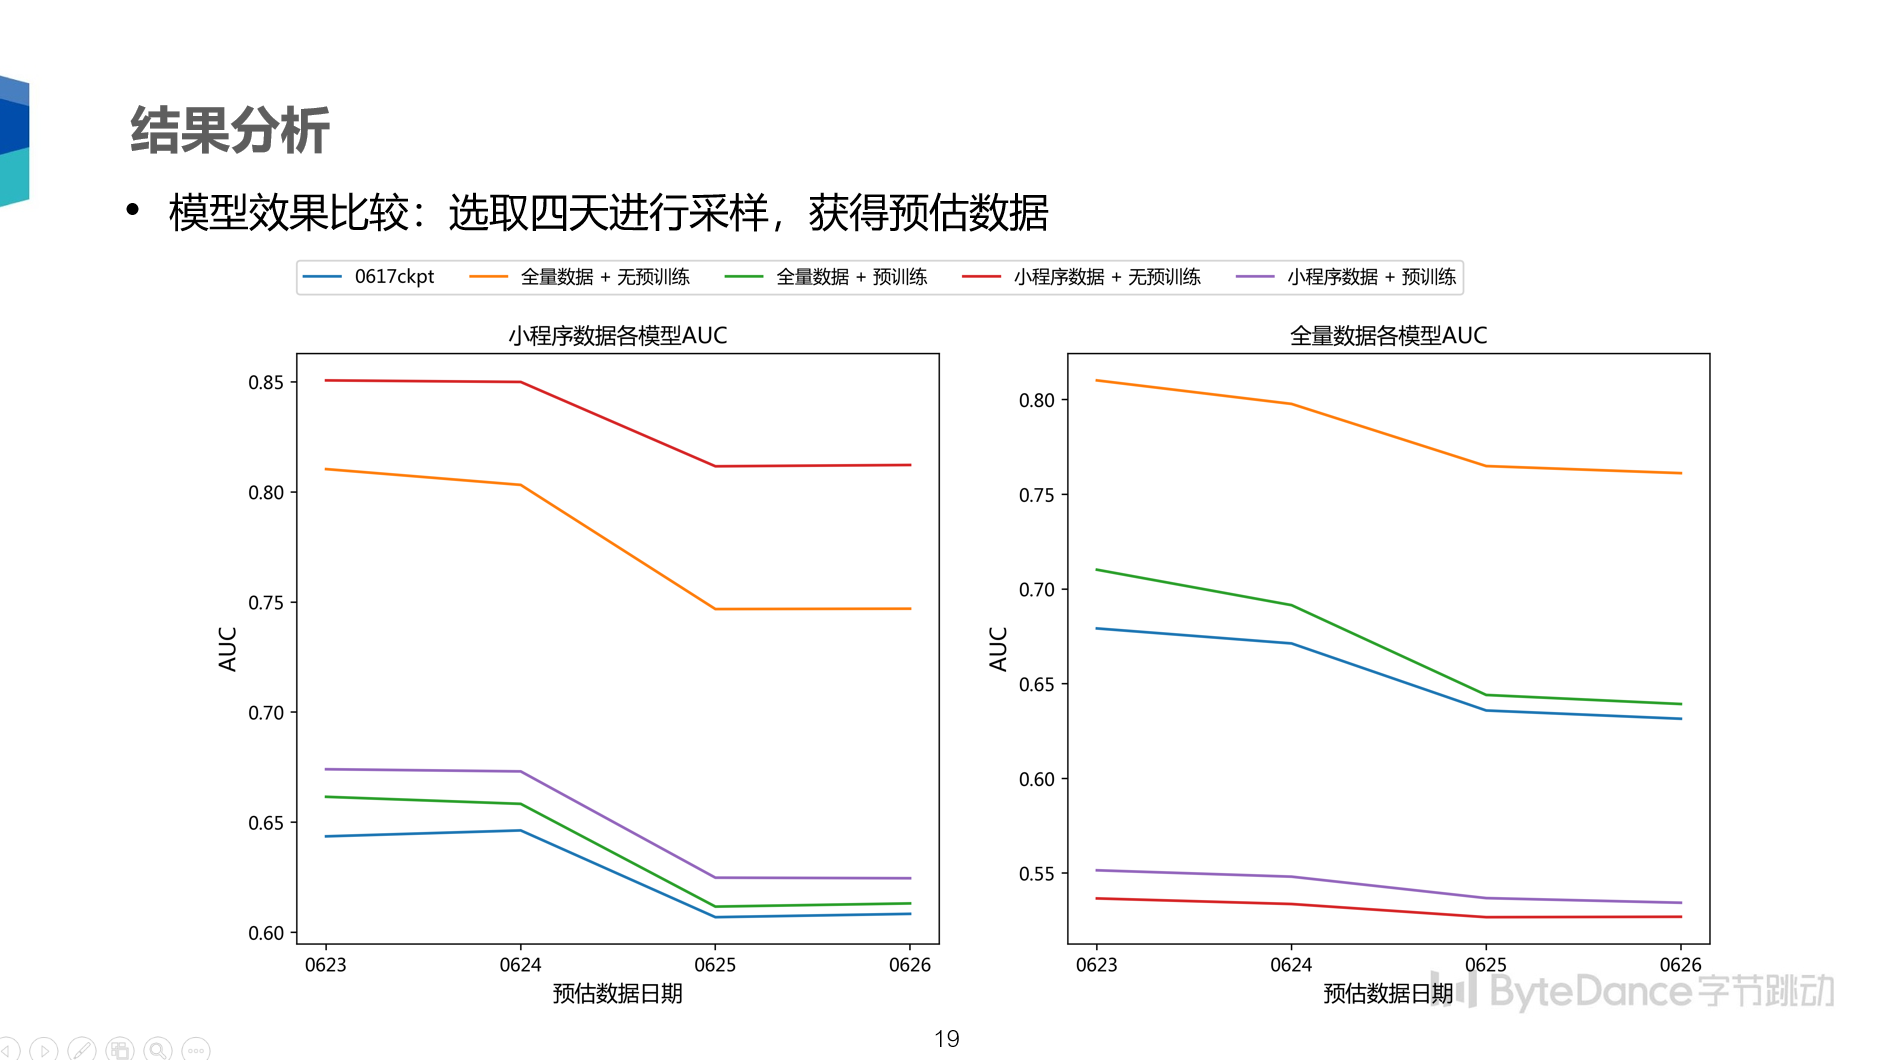 结果分析
• 模型效果比较：选取四天进行采样，获得预估数据
0617ckpt 全量数据 + 无预训练 全量数据 + 预训练 小程序数据 + 无预训练 小程序数据 + 预训练
小程序数据各模型AUC
0.85
0.80
0.75
0.70
0.65
0.60
AUC
0623 0624 0625 0626
预估数据日期
全量数据各模型AUC
0.80
0.75
0.70
0.65
0.60
0.55
AUC
0623 0624 0625 0626
预估数据日期
ByteDance字节跳动
19